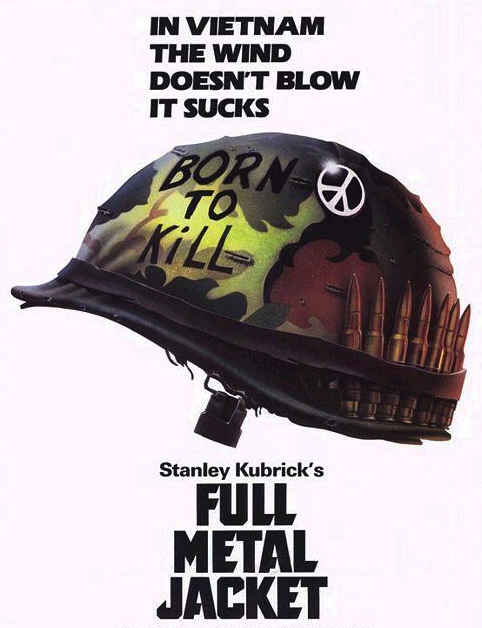 IN VIETNAM
THE WIND
DOESN'T BLOW
IT SUCKS
BORN
TO
KiLL
Stanley Kubrick's
FULL
METAL
JACKET